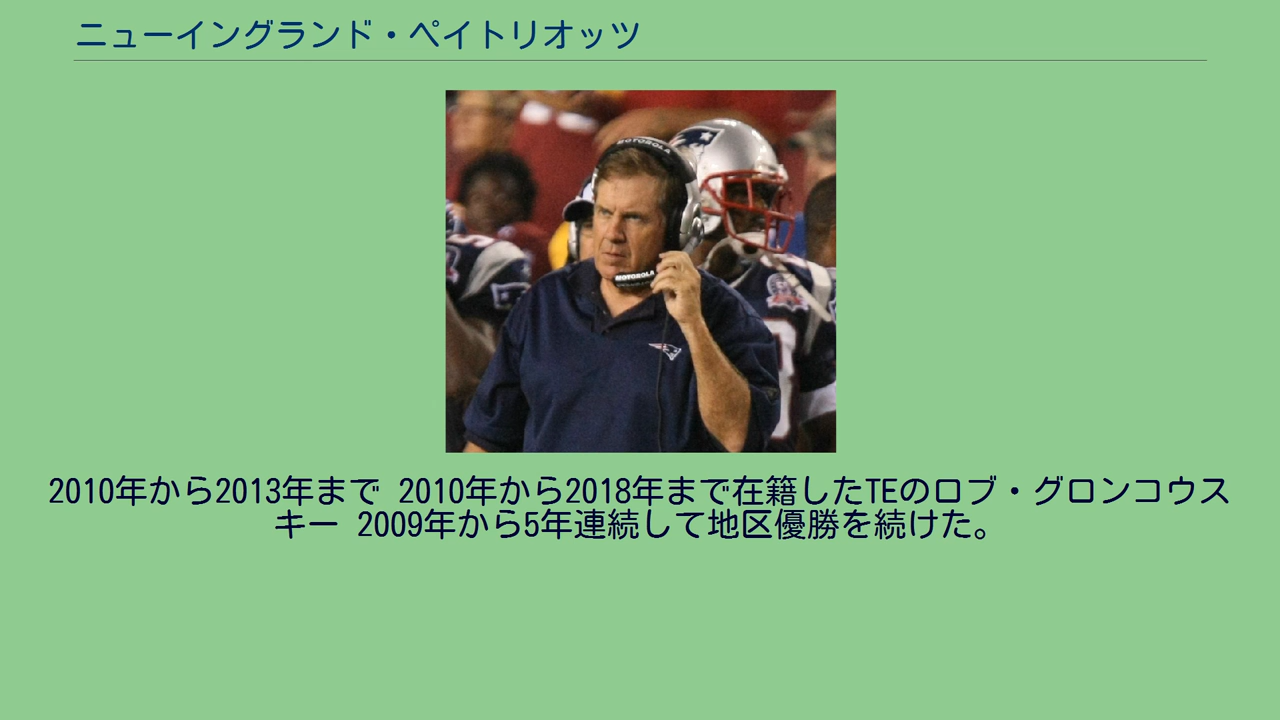 ニューイングランド・ペイトリオッツ
MOTOROLA
MOTOROLA
2010年から2013年まで 2010年から2018年まで在籍したTEのロブ・グロンコウス
キー 2009年から5年連続して地区優勝を続けた。